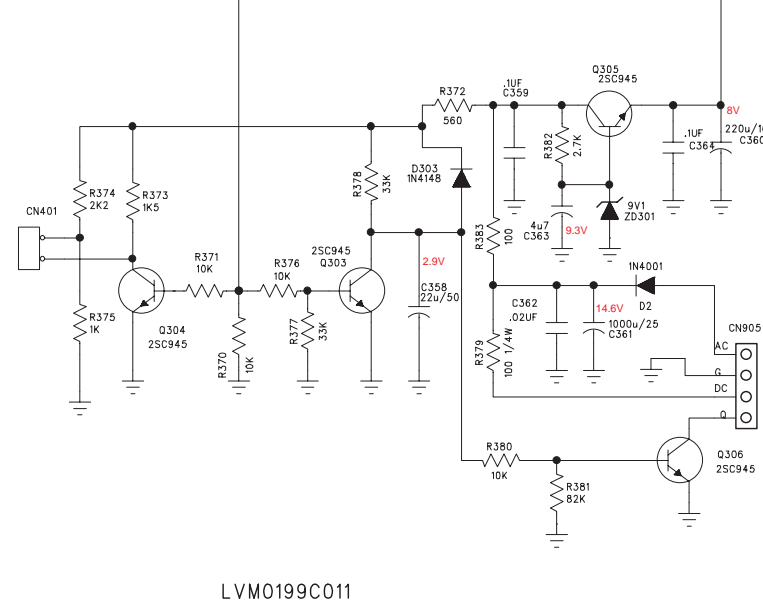 Q305
2SC945
.1UF
C359
R372
560
8V
220u/1
C360
.1UF
C364
R382
2.7K
R378
33K
D303
1N4148
R374
2K2
R373
1K5
CN401
9V1
ZD301
4u7
C363
9.3V
R383
100
2SC945
Q303
R371
10K
R376
10K
2.9V
C358
22u/50
1N4001
D2
C362
.02UF
14.6V
1000u/25
C361
R375
1K
Q304
2SC945
R370
10K
R377
33K
R379
100 1/4W
CN905
AC
G
DC
Q
R380
10K
R381
82K
Q306
2SC945
LVM0199C011